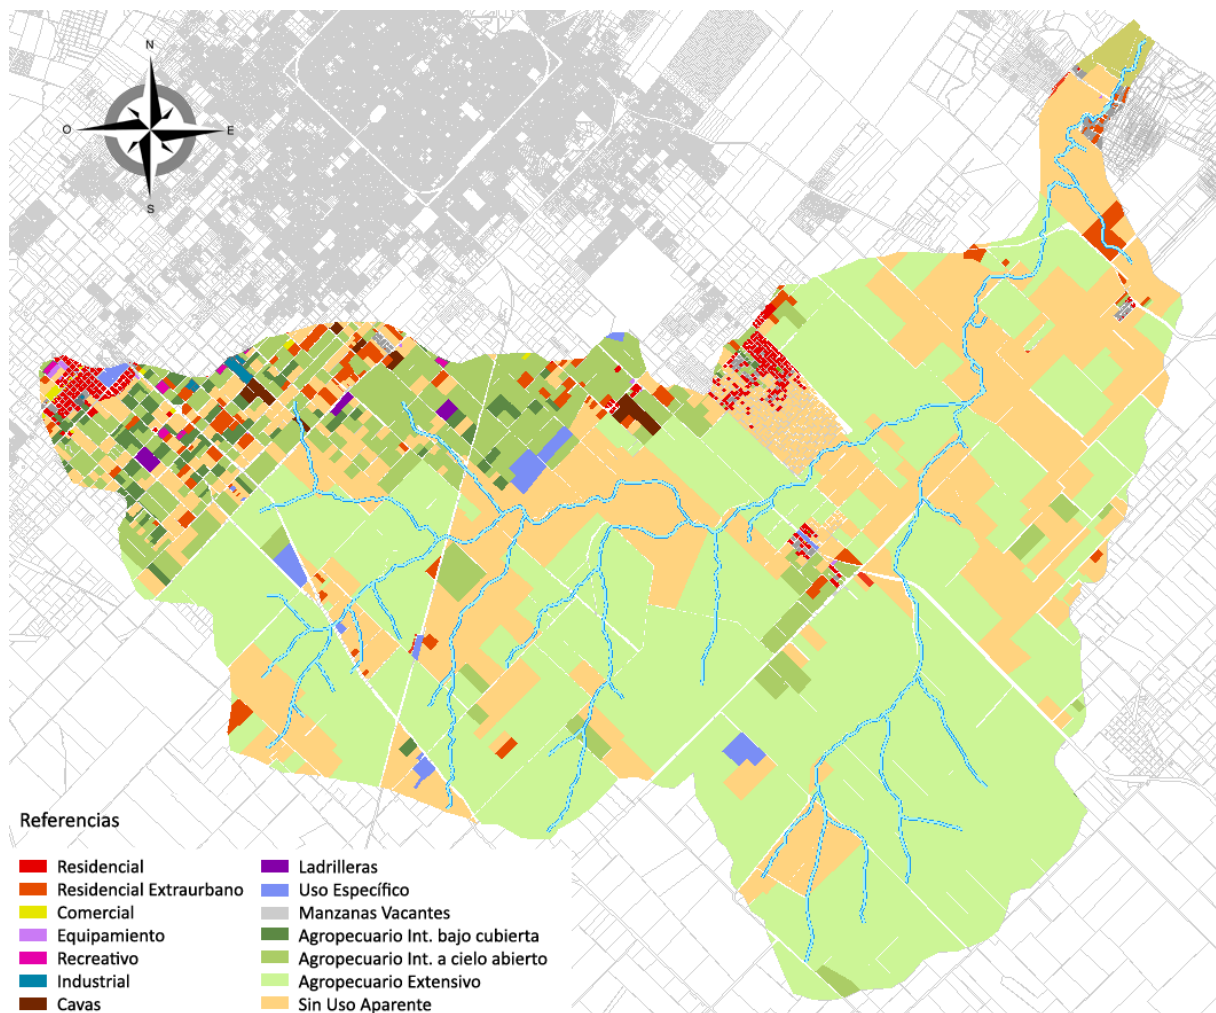 N
O
E
S
Referencias
Residencial
Residencial Extraurbano
Comercial
Equipamiento
Recreativo
Industrial
Cavas
Ladrilleras
Uso Específico
Manzanas Vacantes
Agropecuario Int. bajo cubierta
Agropecuario Int. a cielo abierto
Agropecuario Extensivo
Sin Uso Aparente